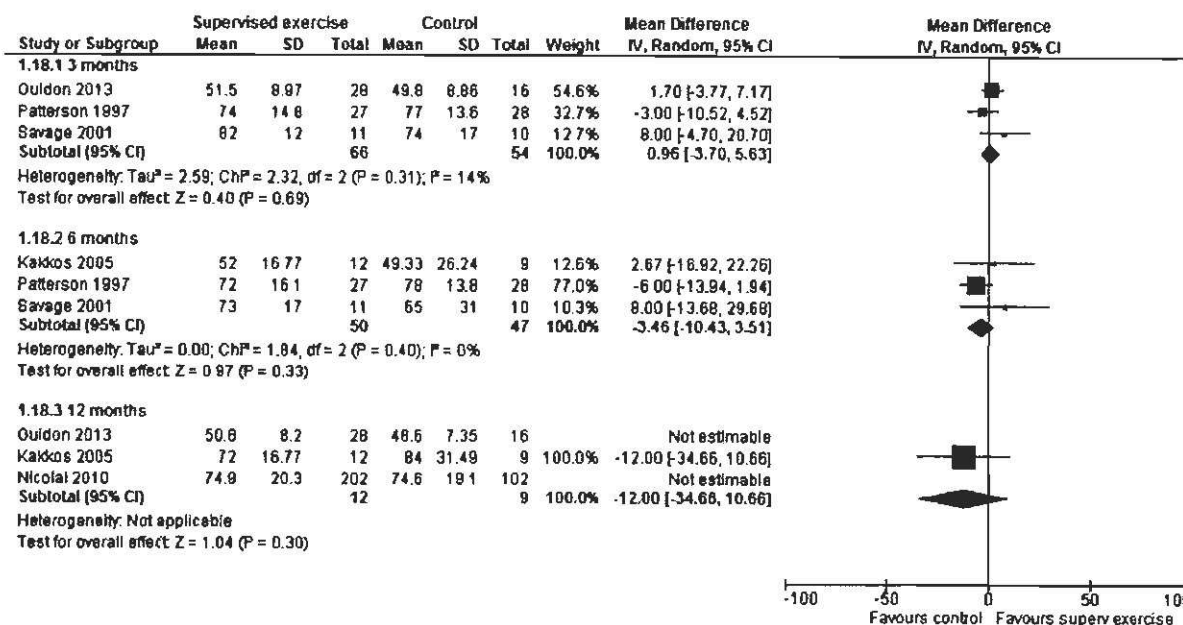 Supervised exercise Control Mean Difference Mean Difference
Study or Subgroup Mean SD Total Mean SD Total Weight IV, Random, 95% CI IV, Random, 95% CI
1.18.1 3 months
Guidon 2013 51.5 8.97 28 49.8 8.86 16 54.6% 1.70 [-3.77, 7.17]
Patterson 1997 74 14.8 27 77 13.6 28 32.7% -3.00 [-10.52, 4.52]
Savage 2001 82 12 11 74 17 10 12.7% 8.00 [-4.70, 20.70]
Subtotal (95% CI) 66 54 100.0% 0.96 [-3.70, 5.63]
Heterogeneity: Tau² = 2.59; Chi² = 2.32, df = 2 (P = 0.31); I² = 14%
Test for overall effect: Z = 0.40 (P = 0.69)
1.18.2 6 months
Kakkos 2005 52 16.77 12 49.33 26.24 9 12.6% 2.67 [-16.92, 22.26]
Patterson 1997 72 16.1 27 78 13.8 28 77.0% -6.00 [-13.94, 1.94]
Savage 2001 73 17 11 65 31 10 10.3% 8.00 [-13.68, 29.68]
Subtotal (95% CI) 50 47 100.0% -3.46 [-10.43, 3.51]
Heterogeneity: Tau² = 0.00; Chi² = 1.84, df = 2 (P = 0.40); I² = 0%
Test for overall effect: Z = 0.97 (P = 0.33)
1.18.3 12 months
Guidon 2013 50.8 8.2 28 48.6 7.35 16 Not estimable
Kakkos 2005 72 16.77 12 84 31.49 9 100.0% -12.00 [-34.66, 10.66]
Nicolai 2010 74.9 20.3 202 74.6 19.1 102 Not estimable
Subtotal (95% CI) 12 9 100.0% -12.00 [-34.66, 10.66]
Heterogeneity: Not applicable
Test for overall effect: Z = 1.04 (P = 0.30)
-100 -50 0 50
Favours control Favours superv exercise